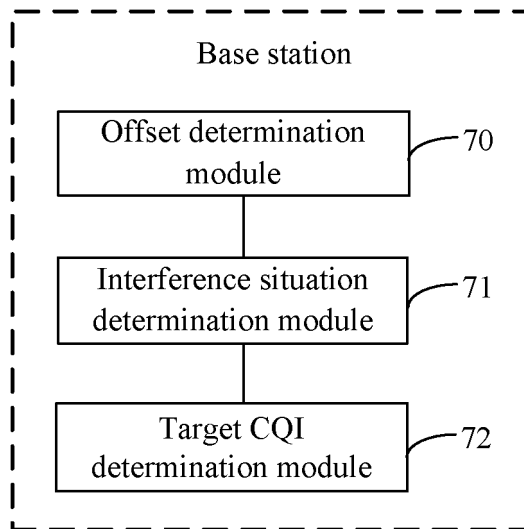 Base station
Offset determination
module
70
Interference situation
determination module
71
Target CQI
determination module
72